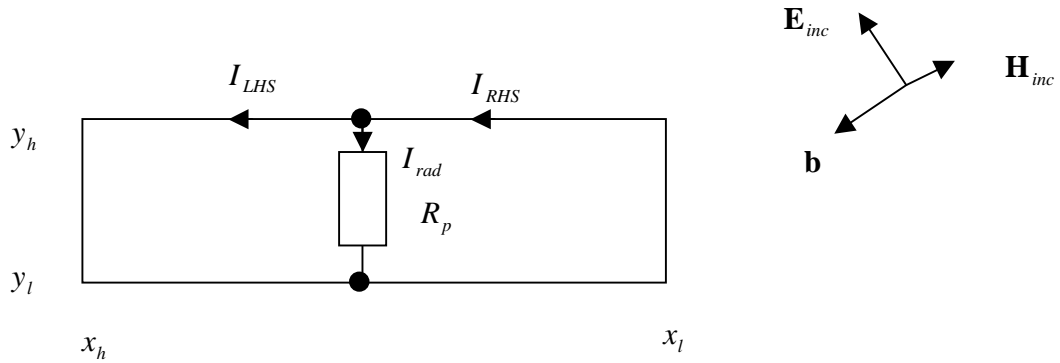 E_inc
H_inc
b
I_LHS
I_RHS
y_h
I_rad
R_p
y_l
x_h
x_l